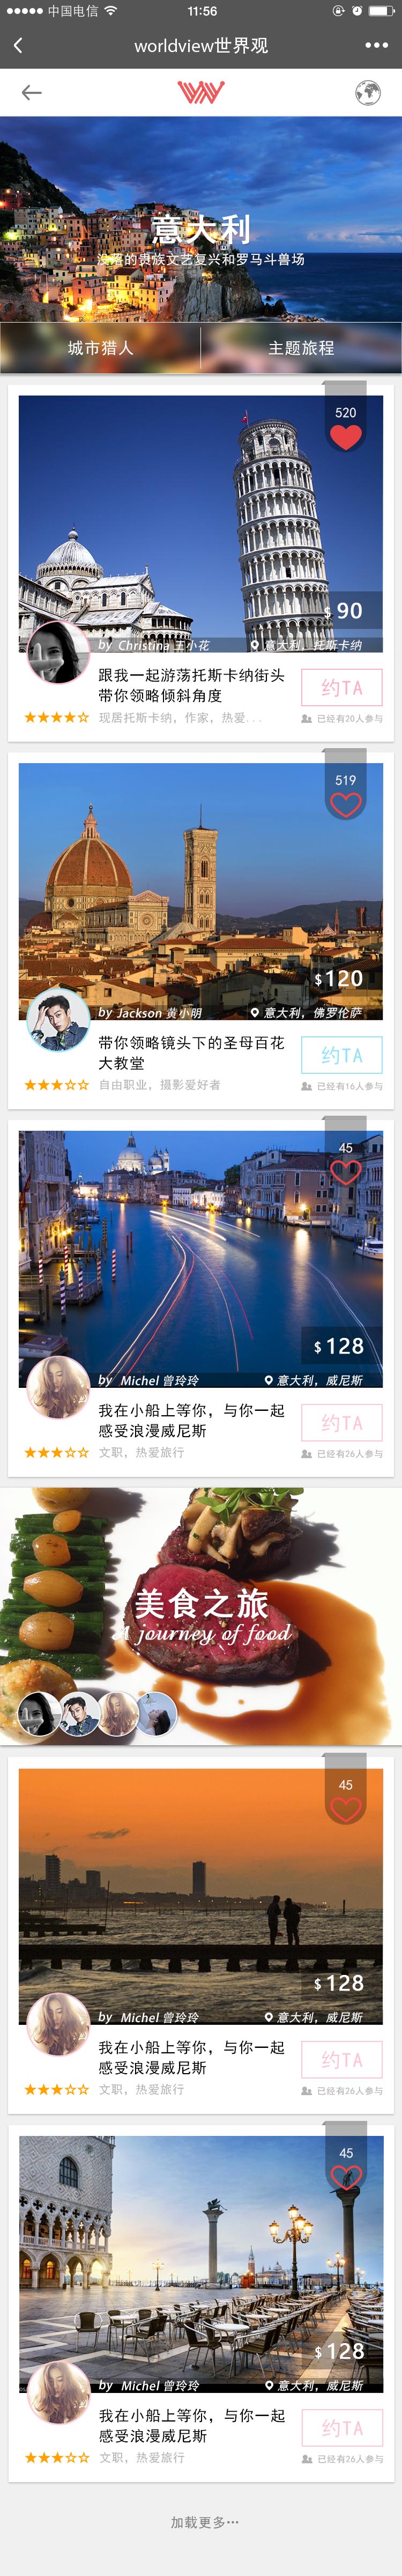 中国电信
11:56
worldview世界观
意大利
的贵族文艺复兴和罗马斗兽场
城市猎人
主题旅程
520
$ 90
by Christina 王小花
意大利，托斯卡纳
跟我一起游荡托斯卡纳街头
带你领略倾斜角度
约TA
现居托斯卡纳，作家，热爱...
已经有20人参与
519
$120
by Jackson 黄小明
意大利，佛罗伦萨
带你领略镜头下的圣母百花
大教堂
约TA
自由职业，摄影爱好者
已经有16人参与
45
$ 128
by Michel 曾玲玲
意大利，威尼斯
我在小船上等你，与你一起
感受浪漫威尼斯
约TA
文职，热爱旅行
已经有26人参与
美食之旅
A journey of food
45
$ 128
by Michel 曾玲玲
意大利，威尼斯
我在小船上等你，与你一起
感受浪漫威尼斯
约TA
文职，热爱旅行
已经有26人参与
45
$ 128
by Michel 曾玲玲
意大利，威尼斯
我在小船上等你，与你一起
感受浪漫威尼斯
约TA
文职，热爱旅行
已经有26人参与
加载更多···